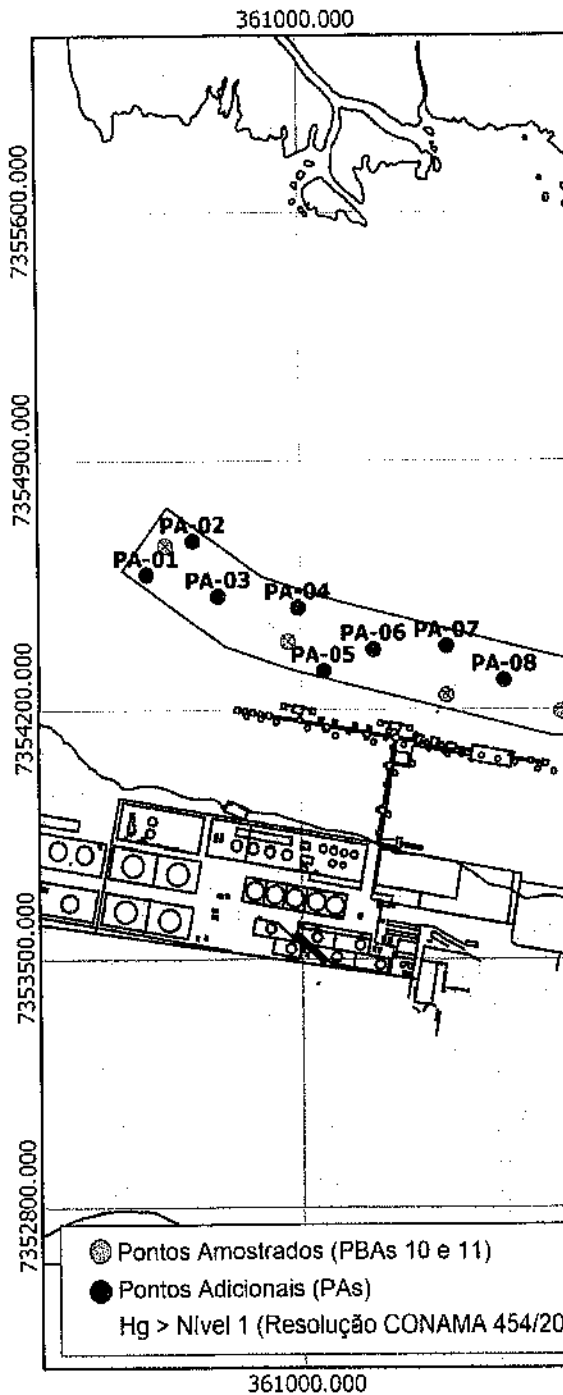 361000.000
7355600.000
7354900.000
PA-02
PA-01
PA-03
PA-04
PA-06
PA-07
PA-05
PA-08
7354200.000
7353500.000
7352800.000
Pontos Amostrados (PBAs 10 e 11)
Pontos Adicionais (PAs)
Hg > Nível 1 (Resolução CONAMA 454/20
361000.000